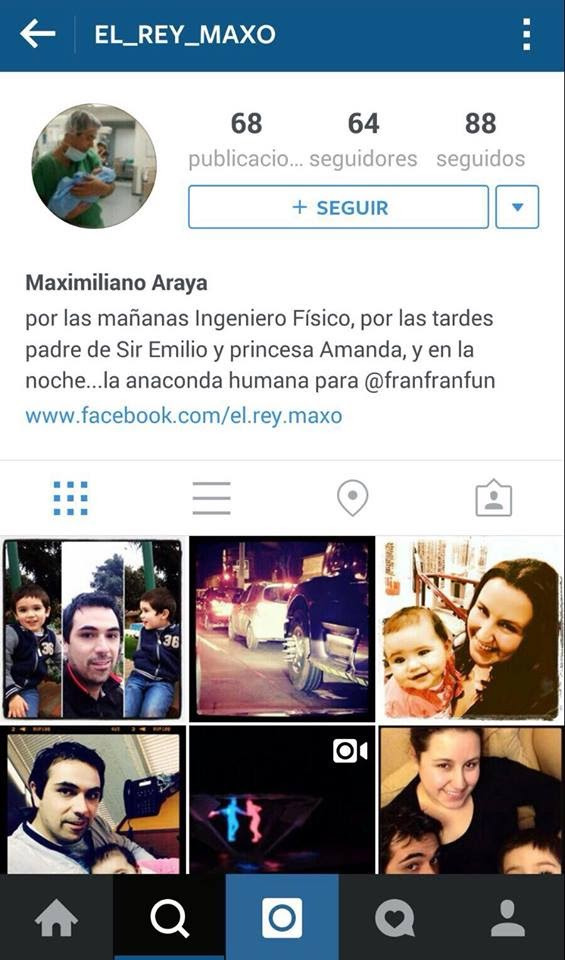 EL_REY_MAXO
68 64 88
publicacio... seguidores seguidos
+ SEGUIR
Maximiliano Araya
por las mañanas Ingeniero Físico, por las tardes
padre de Sir Emilio y princesa Amanda, y en la
noche...la anaconda humana para @franfranfun
www.facebook.com/el.rey.maxo
36 36